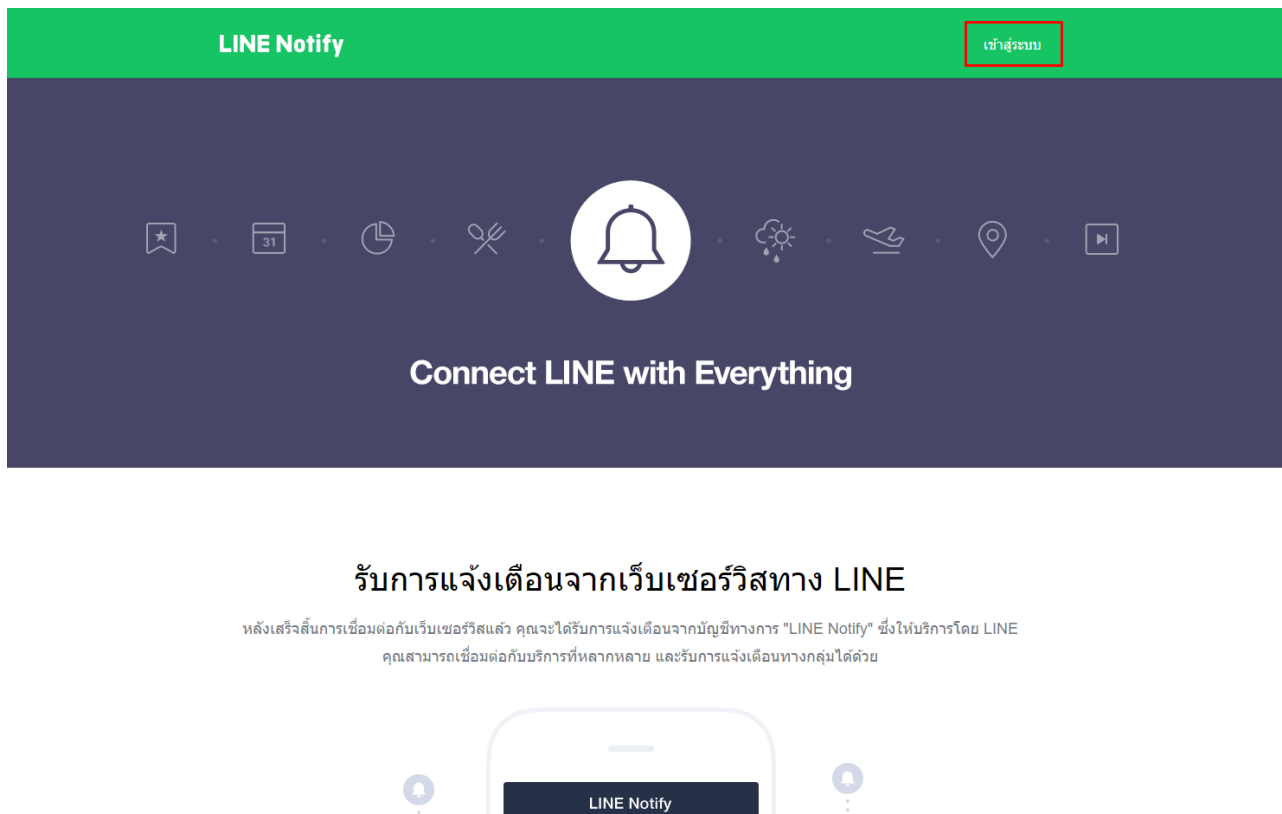 LINE Notify
เข้าสู่ระบบ
31
Connect LINE with Everything
รับการแจ้งเตือนจากเว็บเซอร์วิสทาง LINE
หลังเสร็จสิ้นการเชื่อมต่อกับเว็บเซอร์วิสแล้ว คุณจะได้รับการแจ้งเตือนจากบัญชีทางการ "LINE Notify" ซึ่งให้บริการโดย LINE
คุณสามารถเชื่อมต่อกับบริการที่หลากหลาย และรับการแจ้งเตือนทางกลุ่มได้ด้วย
LINE Notify